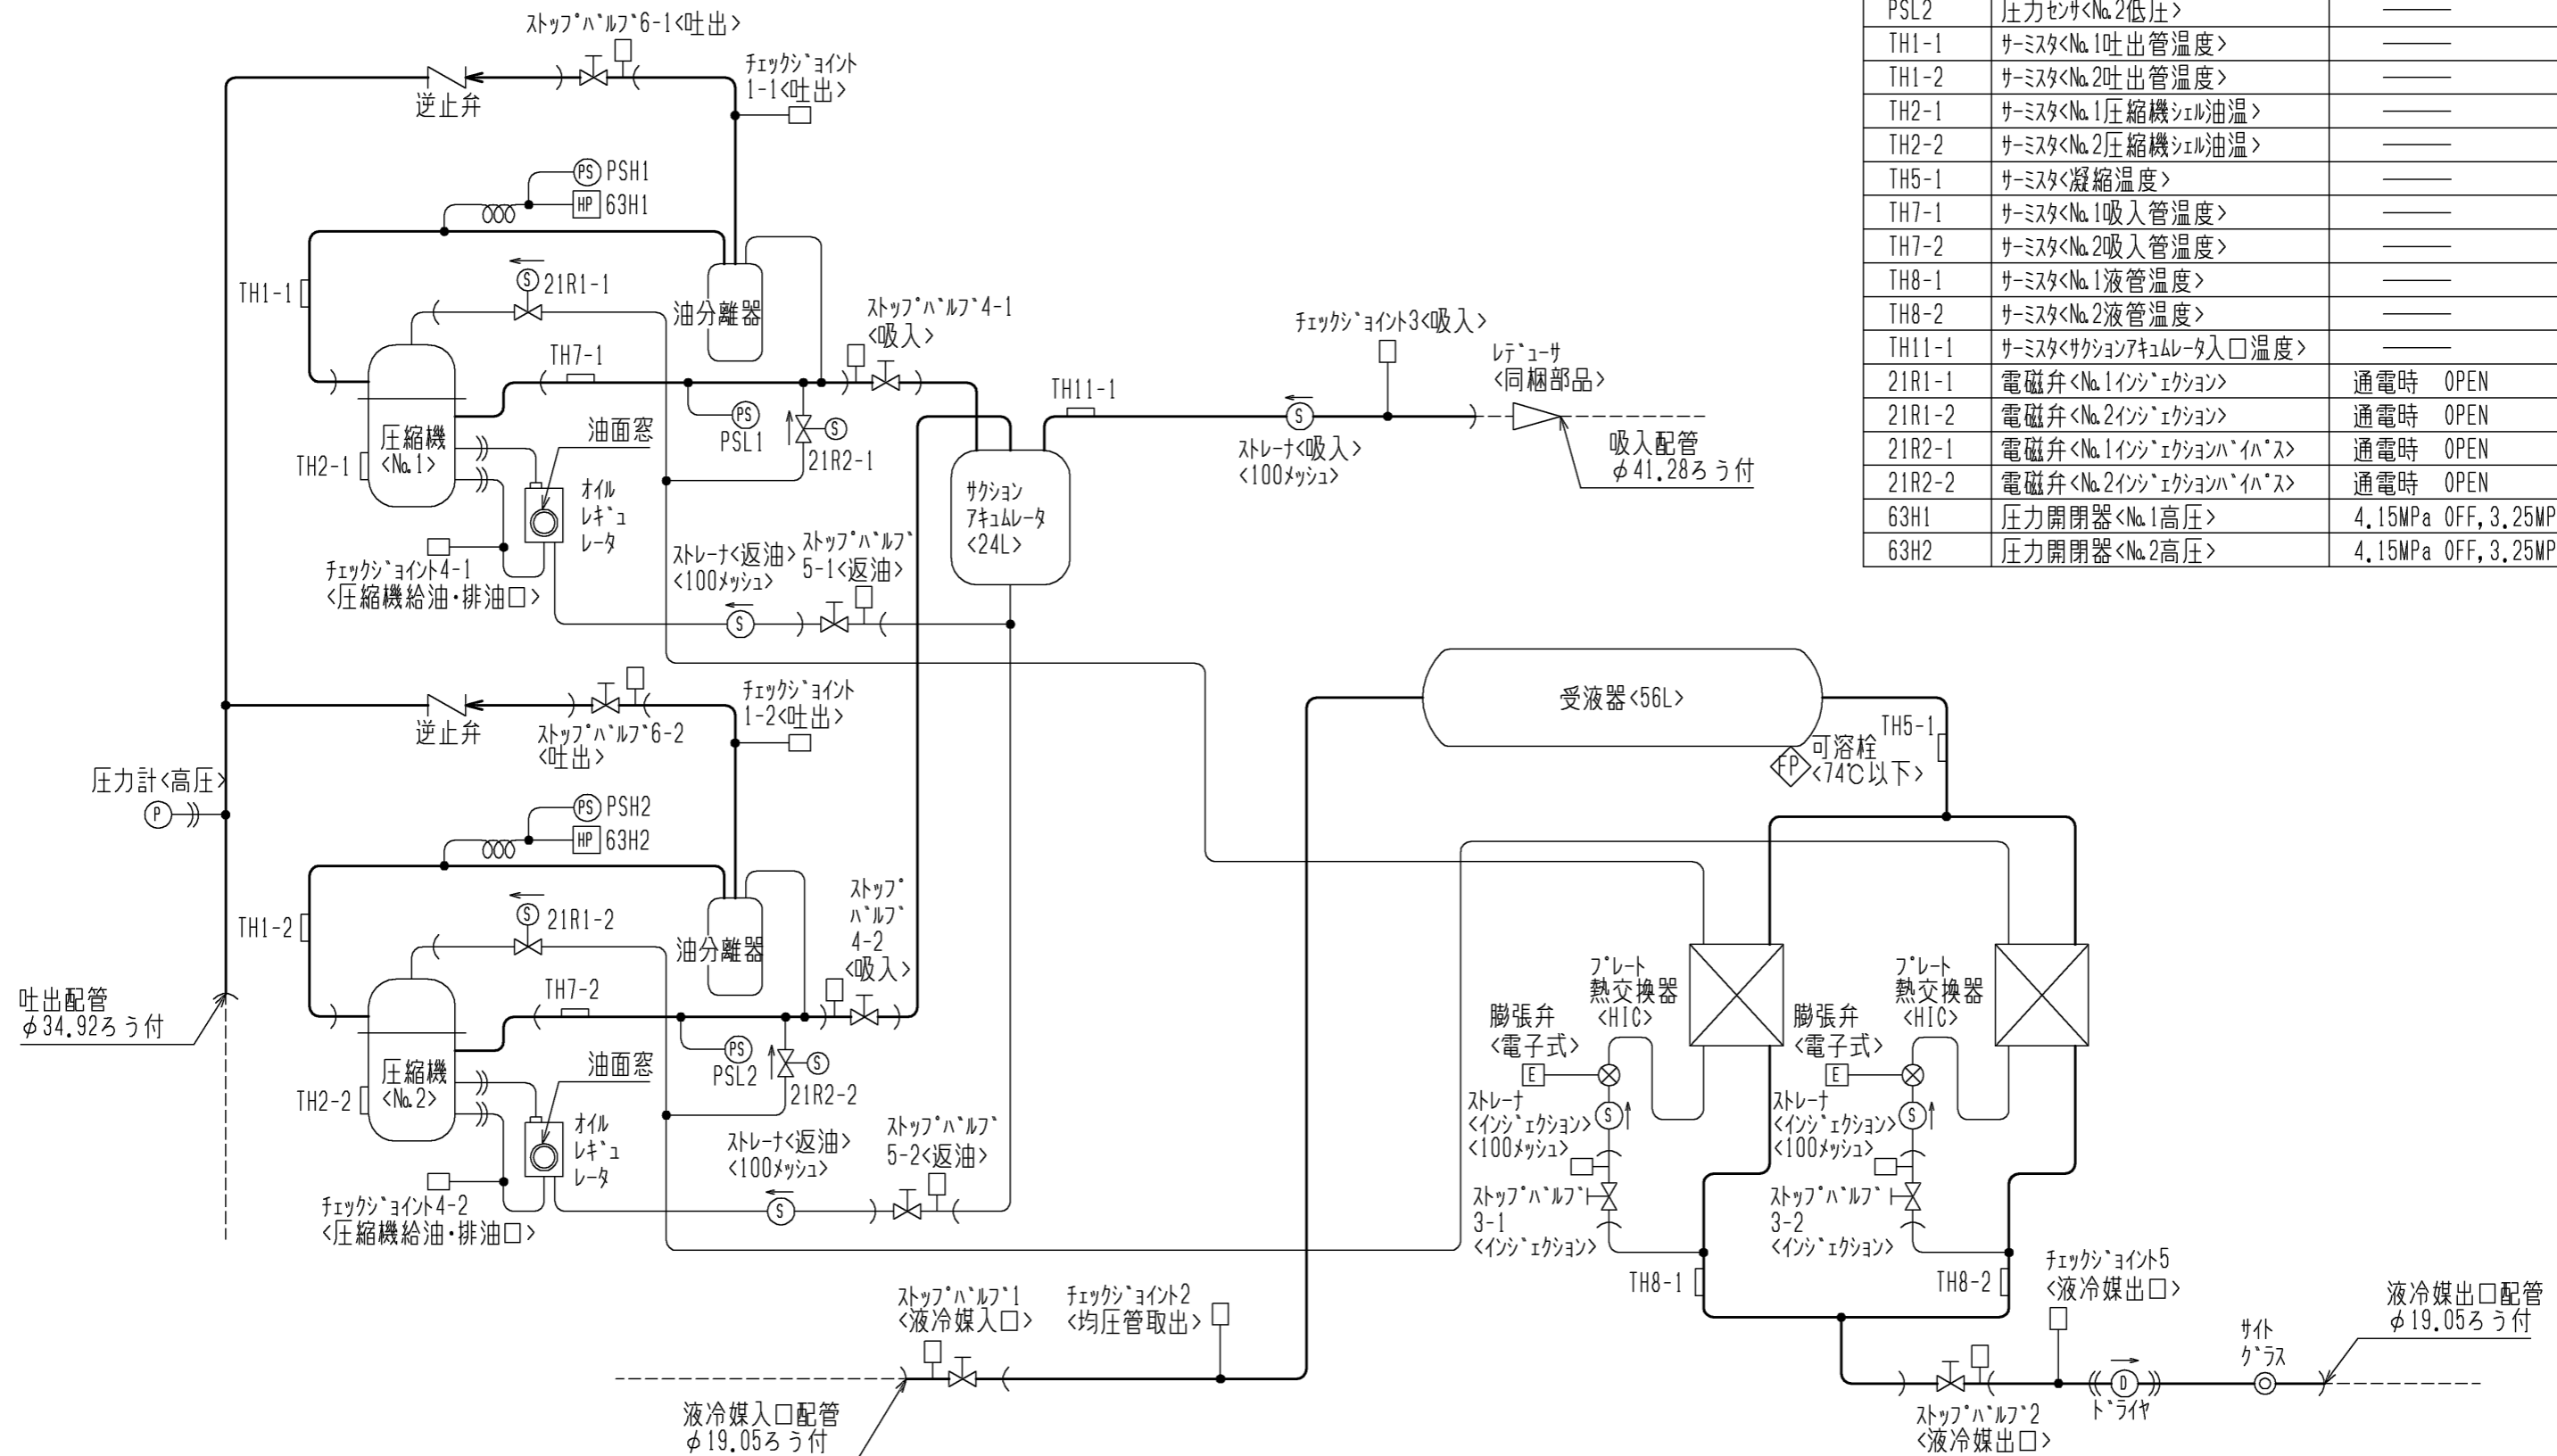 ストップバルブ6-1<吐出>
チェックジョイント
1-1<吐出>
逆止弁
PS PSH1
HP 63H1
TH1-1
S 21R1-1
油分離器
ストップバルブ4-1
<吸入>
TH7-1
圧縮機
<No.1>
TH2-1
油面窓
オイル
レギュ
レータ
PS
PSL1
S
21R2-1
チェックジョイント4-1
<圧縮機給油・排油口>
ストレーナ<返油>
<100メッシュ>
ストップバルブ
5-1<返油>
S
サクション
アキュムレータ
<24L>
TH11-1
チェックジョイント3<吸入>
S
ストレーナ<吸入>
<100メッシュ>
レデューサ
<同梱部品>
吸入配管
φ41.28ろう付
PSL2 圧力センサ<No.2低圧> ――
TH1-1 サーミスタ<No.1吐出管温度> ――
TH1-2 サーミスタ<No.2吐出管温度> ――
TH2-1 サーミスタ<No.1圧縮機シェル油温> ――
TH2-2 サーミスタ<No.2圧縮機シェル油温> ――
TH5-1 サーミスタ<凝縮温度> ――
TH7-1 サーミスタ<No.1吸入管温度> ――
TH7-2 サーミスタ<No.2吸入管温度> ――
TH8-1 サーミスタ<No.1液管温度> ――
TH8-2 サーミスタ<No.2液管温度> ――
TH11-1 サーミスタ<サクションアキュムレータ入口温度> ――
21R1-1 電磁弁<No.1インジェクション> 通電時 OPEN
21R1-2 電磁弁<No.2インジェクション> 通電時 OPEN
21R2-1 電磁弁<No.1インジェクションバイパス> 通電時 OPEN
21R2-2 電磁弁<No.2インジェクションバイパス> 通電時 OPEN
63H1 圧力開閉器<No.1高圧> 4.15MPa OFF,3.25MP
63H2 圧力開閉器<No.2高圧> 4.15MPa OFF,3.25MP
逆止弁
ストップバルブ6-2
<吐出>
チェックジョイント
1-2<吐出>
圧力計<高圧>
P
PS PSH2
HP 63H2
TH1-2
S 21R1-2
油分離器
ストップ
バルブ
4-2
<吸入>
吐出配管
φ34.92ろう付
TH7-2
圧縮機
<No.2>
TH2-2
油面窓
オイル
レギュ
レータ
PS
PSL2
S
21R2-2
チェックジョイント4-2
<圧縮機給油・排油口>
ストレーナ<返油>
<100メッシュ>
ストップバルブ
5-2<返油>
S
受液器<56L>
FP
可溶栓
<74℃以下>
TH5-1
プレート
熱交換器
<HIC>
膨張弁
<電子式>
E
ストレーナ
<インジェクション>
<100メッシュ>
S
ストップバルブ
3-1
<インジェクション>
TH8-1
プレート
熱交換器
<HIC>
膨張弁
<電子式>
E
ストレーナ
<インジェクション>
<100メッシュ>
S
ストップバルブ
3-2
<インジェクション>
TH8-2
ストップバルブ1
<液冷媒入口>
チェックジョイント2
<均圧管取出>
液冷媒入口配管
φ19.05ろう付
チェックジョイント5
<液冷媒出口>
ストップバルブ2
<液冷媒出口>
D
ドライヤ
サイト
グラス
液冷媒出口配管
φ19.05ろう付